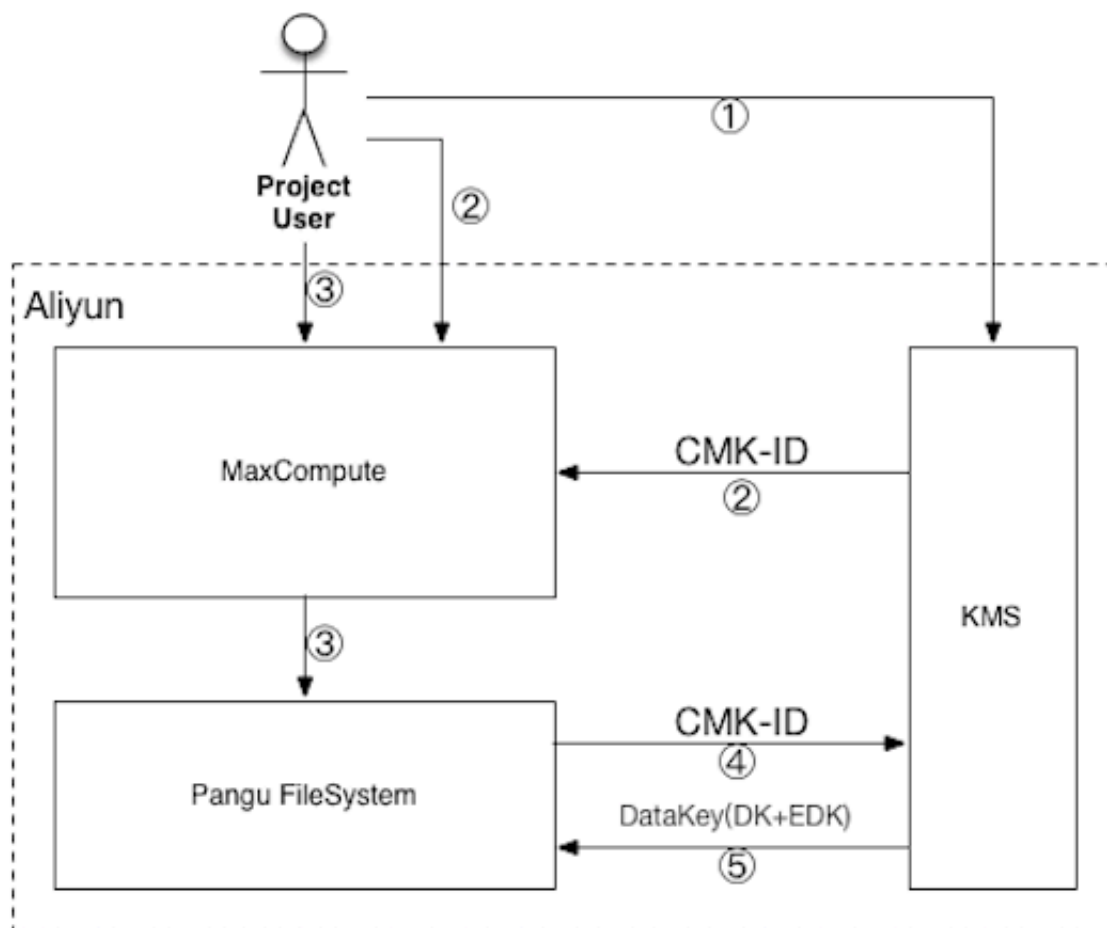 ①
Project
User
②
③
Aliyun
MaxCompute
CMK-ID
②
KMS
③
Pangu FileSystem
CMK-ID
④
DataKey(DK+EDK)
⑤